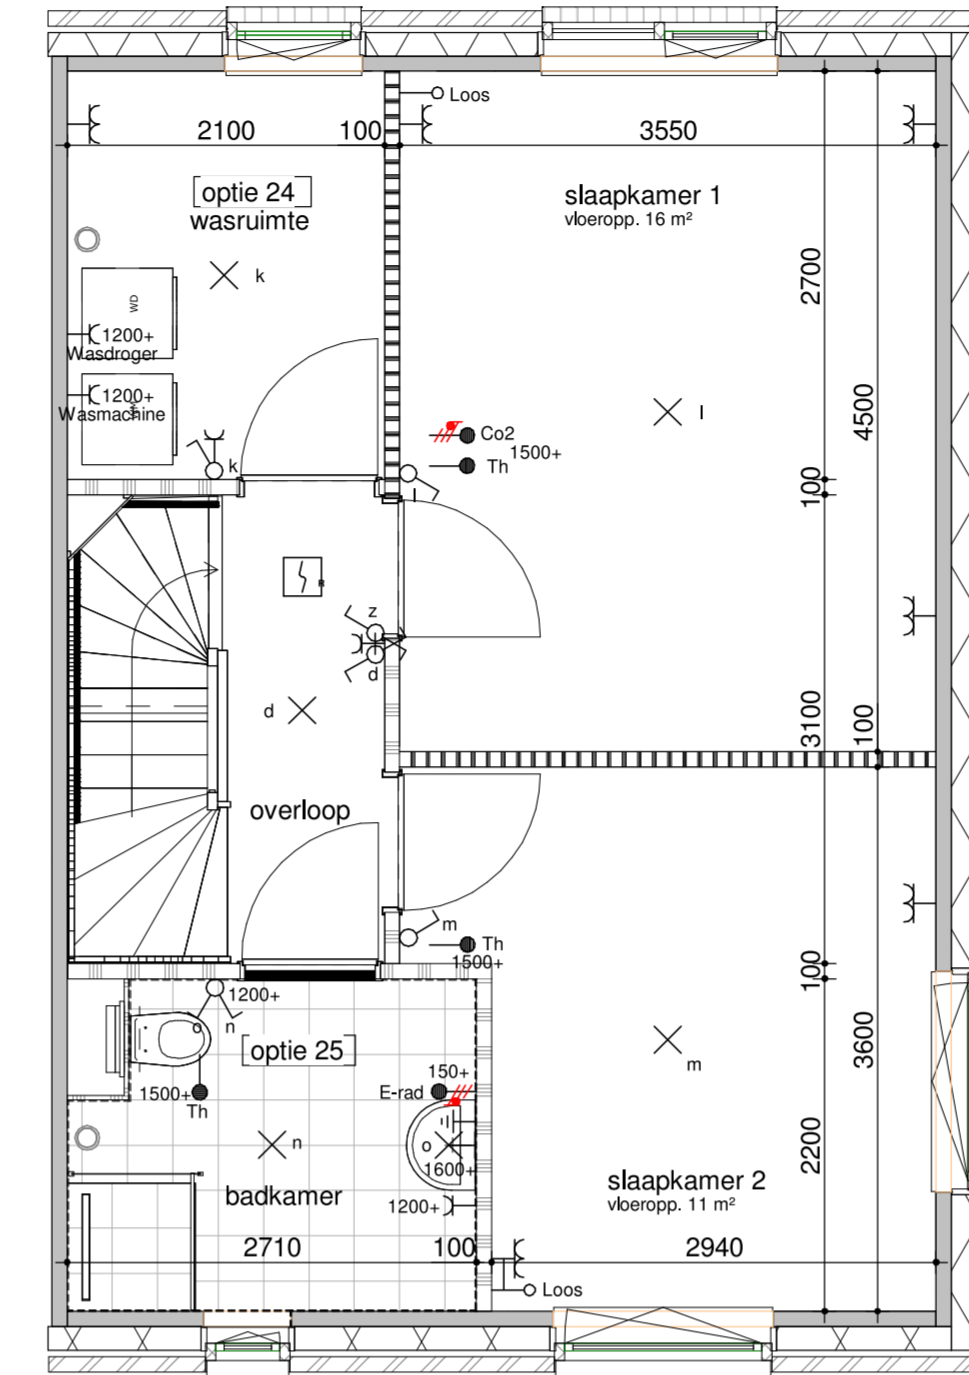 Loos
2100
100
3550
optie 24
wasruimte
slaapkamer 1
vloeropp. 16 m²
k
2700
WD
1200+
Wasdroger
1200+
Wasmachine
l
4500
Co2
1500+
Th
k
l
100
z
d
d
3100
100
overloop
m
Th
1500+
100
1200+
o
n
optie 25
3600
m
150+
E-rad
1500+
Th
n
o
1600+
2200
slaapkamer 2
vloeropp. 11 m²
badkamer
1200+
2710
100
2940
Loos